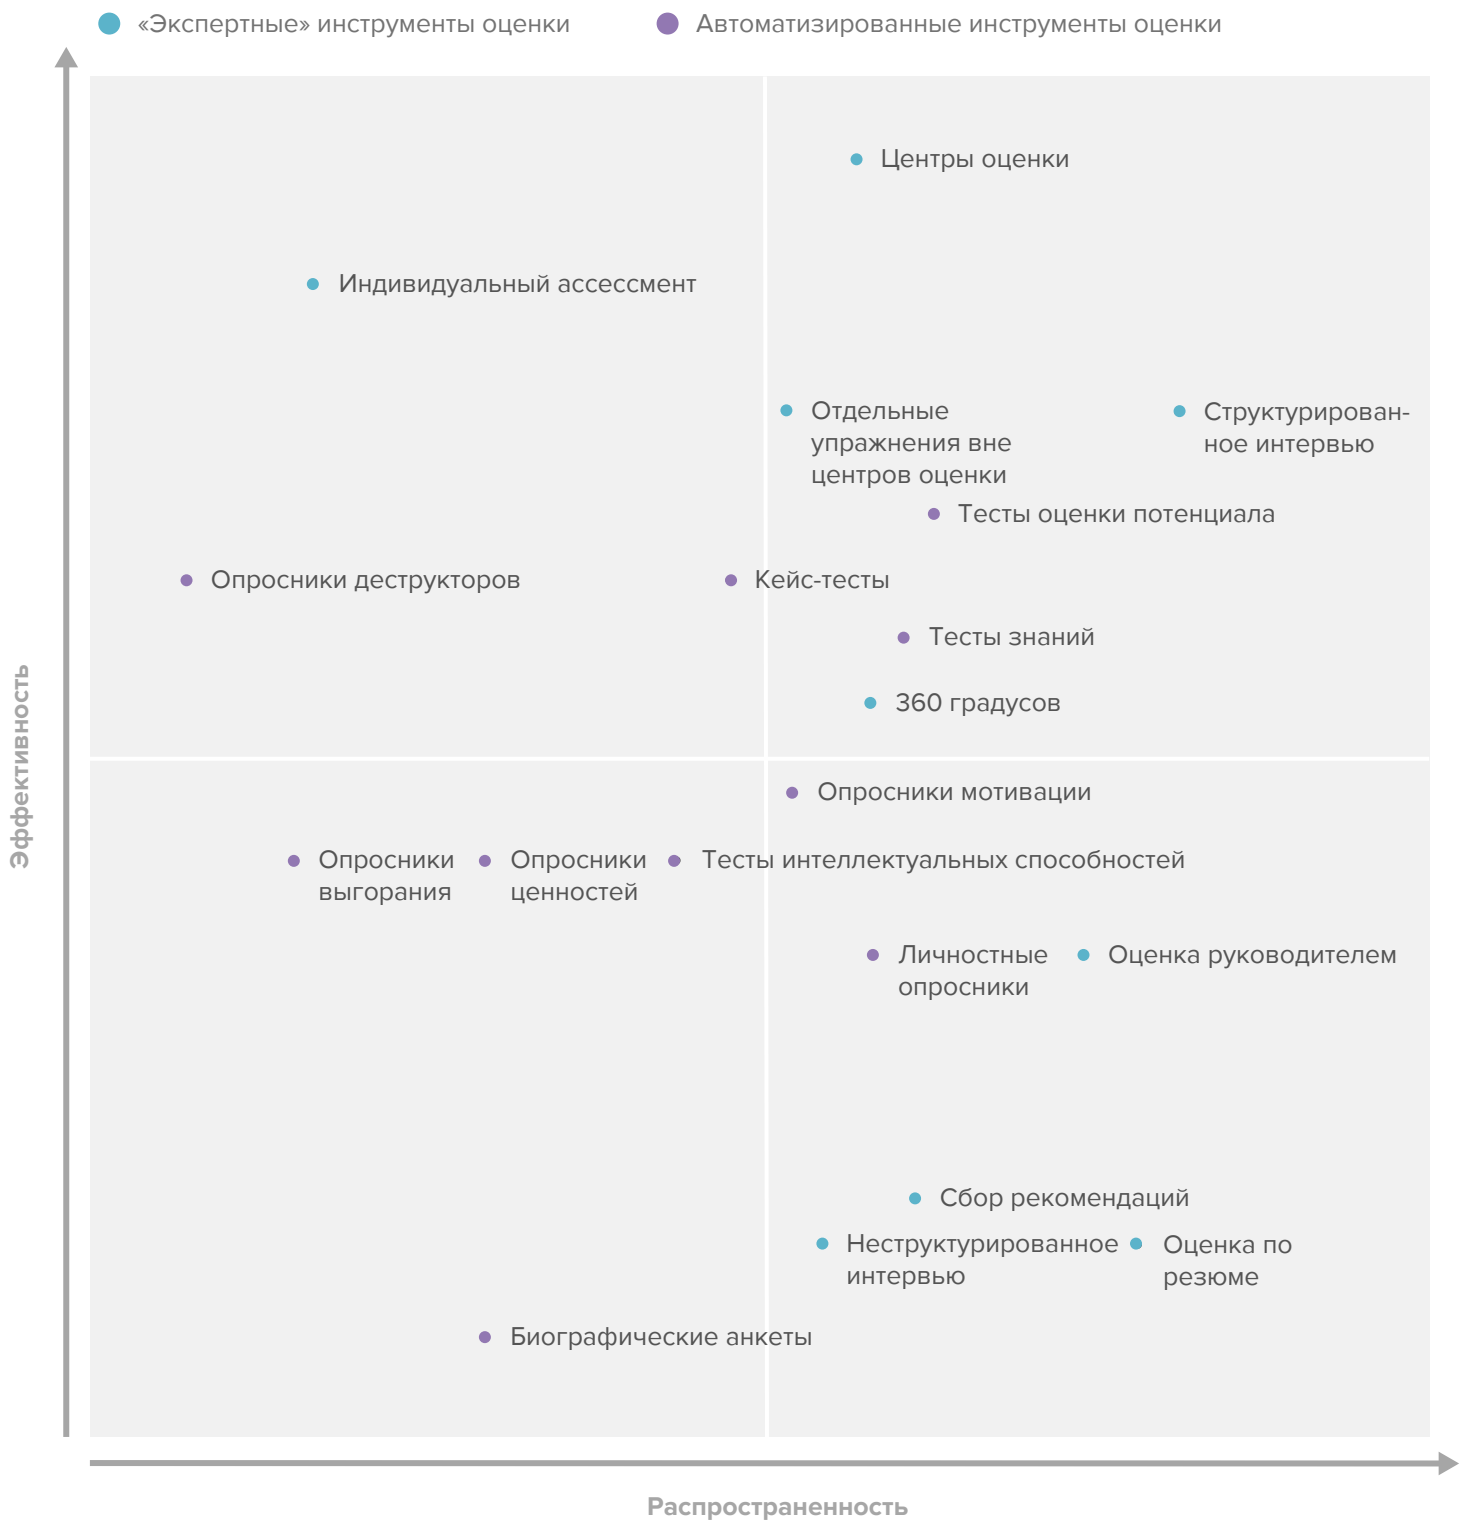 «Экспертные» инструменты оценки
Автоматизированные инструменты оценки
Центры оценки
Индивидуальный ассессмент
Отдельные
упражнения вне
центров оценки
Структурирован-
ное интервью
Тесты оценки потенциала
Опросники деструкторов
Кейс-тесты
Тесты знаний
360 градусов
Эффективность
Опросники мотивации
Опросники
выгорания
Опросники
ценностей
Тесты интеллектуальных способностей
Личностные
опросники
Оценка руководителем
Сбор рекомендаций
Неструктурированное
интервью
Оценка по
резюме
Биографические анкеты
Распространенность